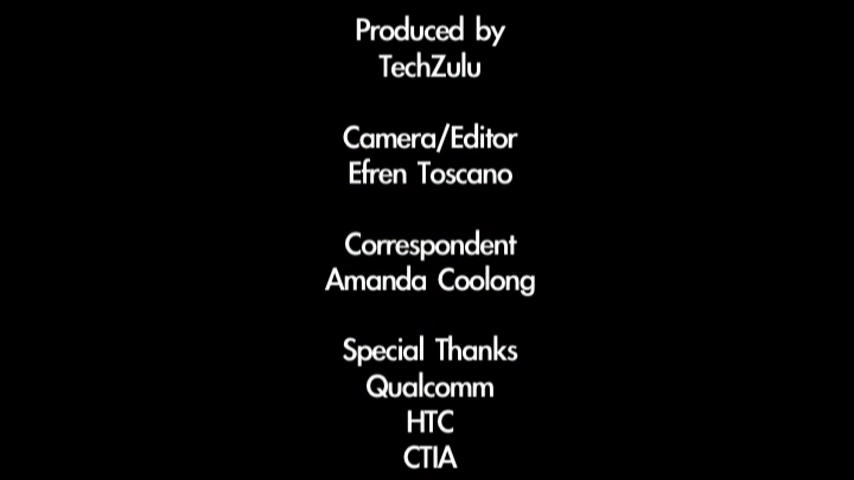 Produced by
TechZulu
Camera/Editor
Efren Toscano
Correspondent
Amanda Coolong
Special Thanks
Qualcomm
HTC
CTIA